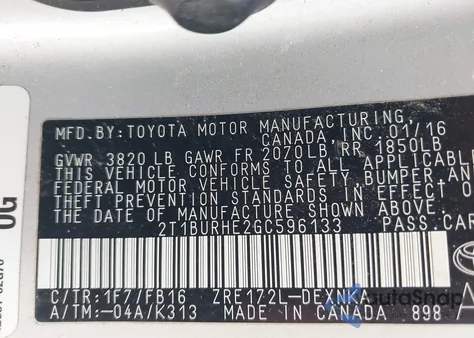 MFD.BY:TOYOTA MOTOR MANUFACTURING,
CANADA, INC. 01/16
GVWR 3820 LB GAWR FR 2070LB, RR 1850LB
THIS VEHICLE CONFORMS TO ALL APPLICABLE
FEDERAL MOTOR VEHICLE SAFETY, BUMPER AND
THEFT PREVENTION STANDARDS IN EFFECT O
THE DATE OF MANUFACTURE SHOWN ABOVE.
2T1BURHE2GC596133 PASS.CAR
C/TR:1F7/FB16 ZRE172L-DEXNKA
A/TM:-04A/K313 MADE IN CANADA 898
AutoSnap